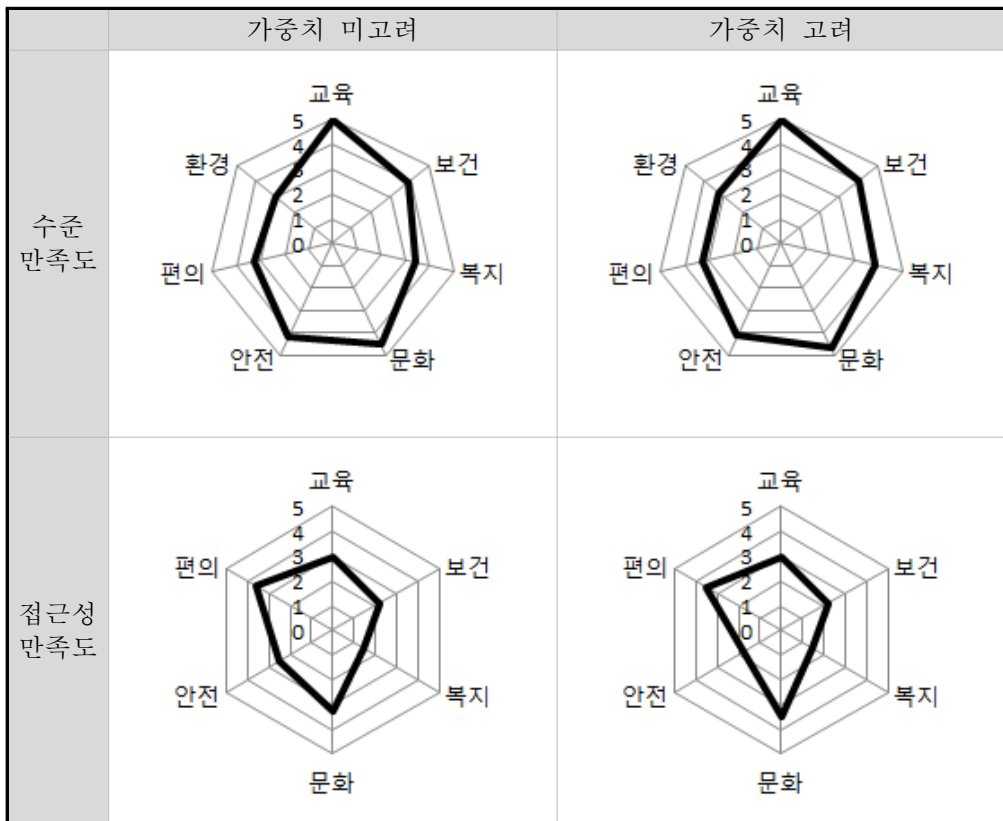 가중치 미고려
가중치 고려
수준
만족도
교육
보건
복지
문화
안전
편의
환경
5
4
3
2
1
0
교육
보건
복지
문화
안전
편의
환경
5
4
3
2
1
0
접근성
만족도
교육
보건
복지
문화
안전
편의
5
4
3
2
1
0
교육
보건
복지
문화
안전
편의
5
4
3
2
1
0